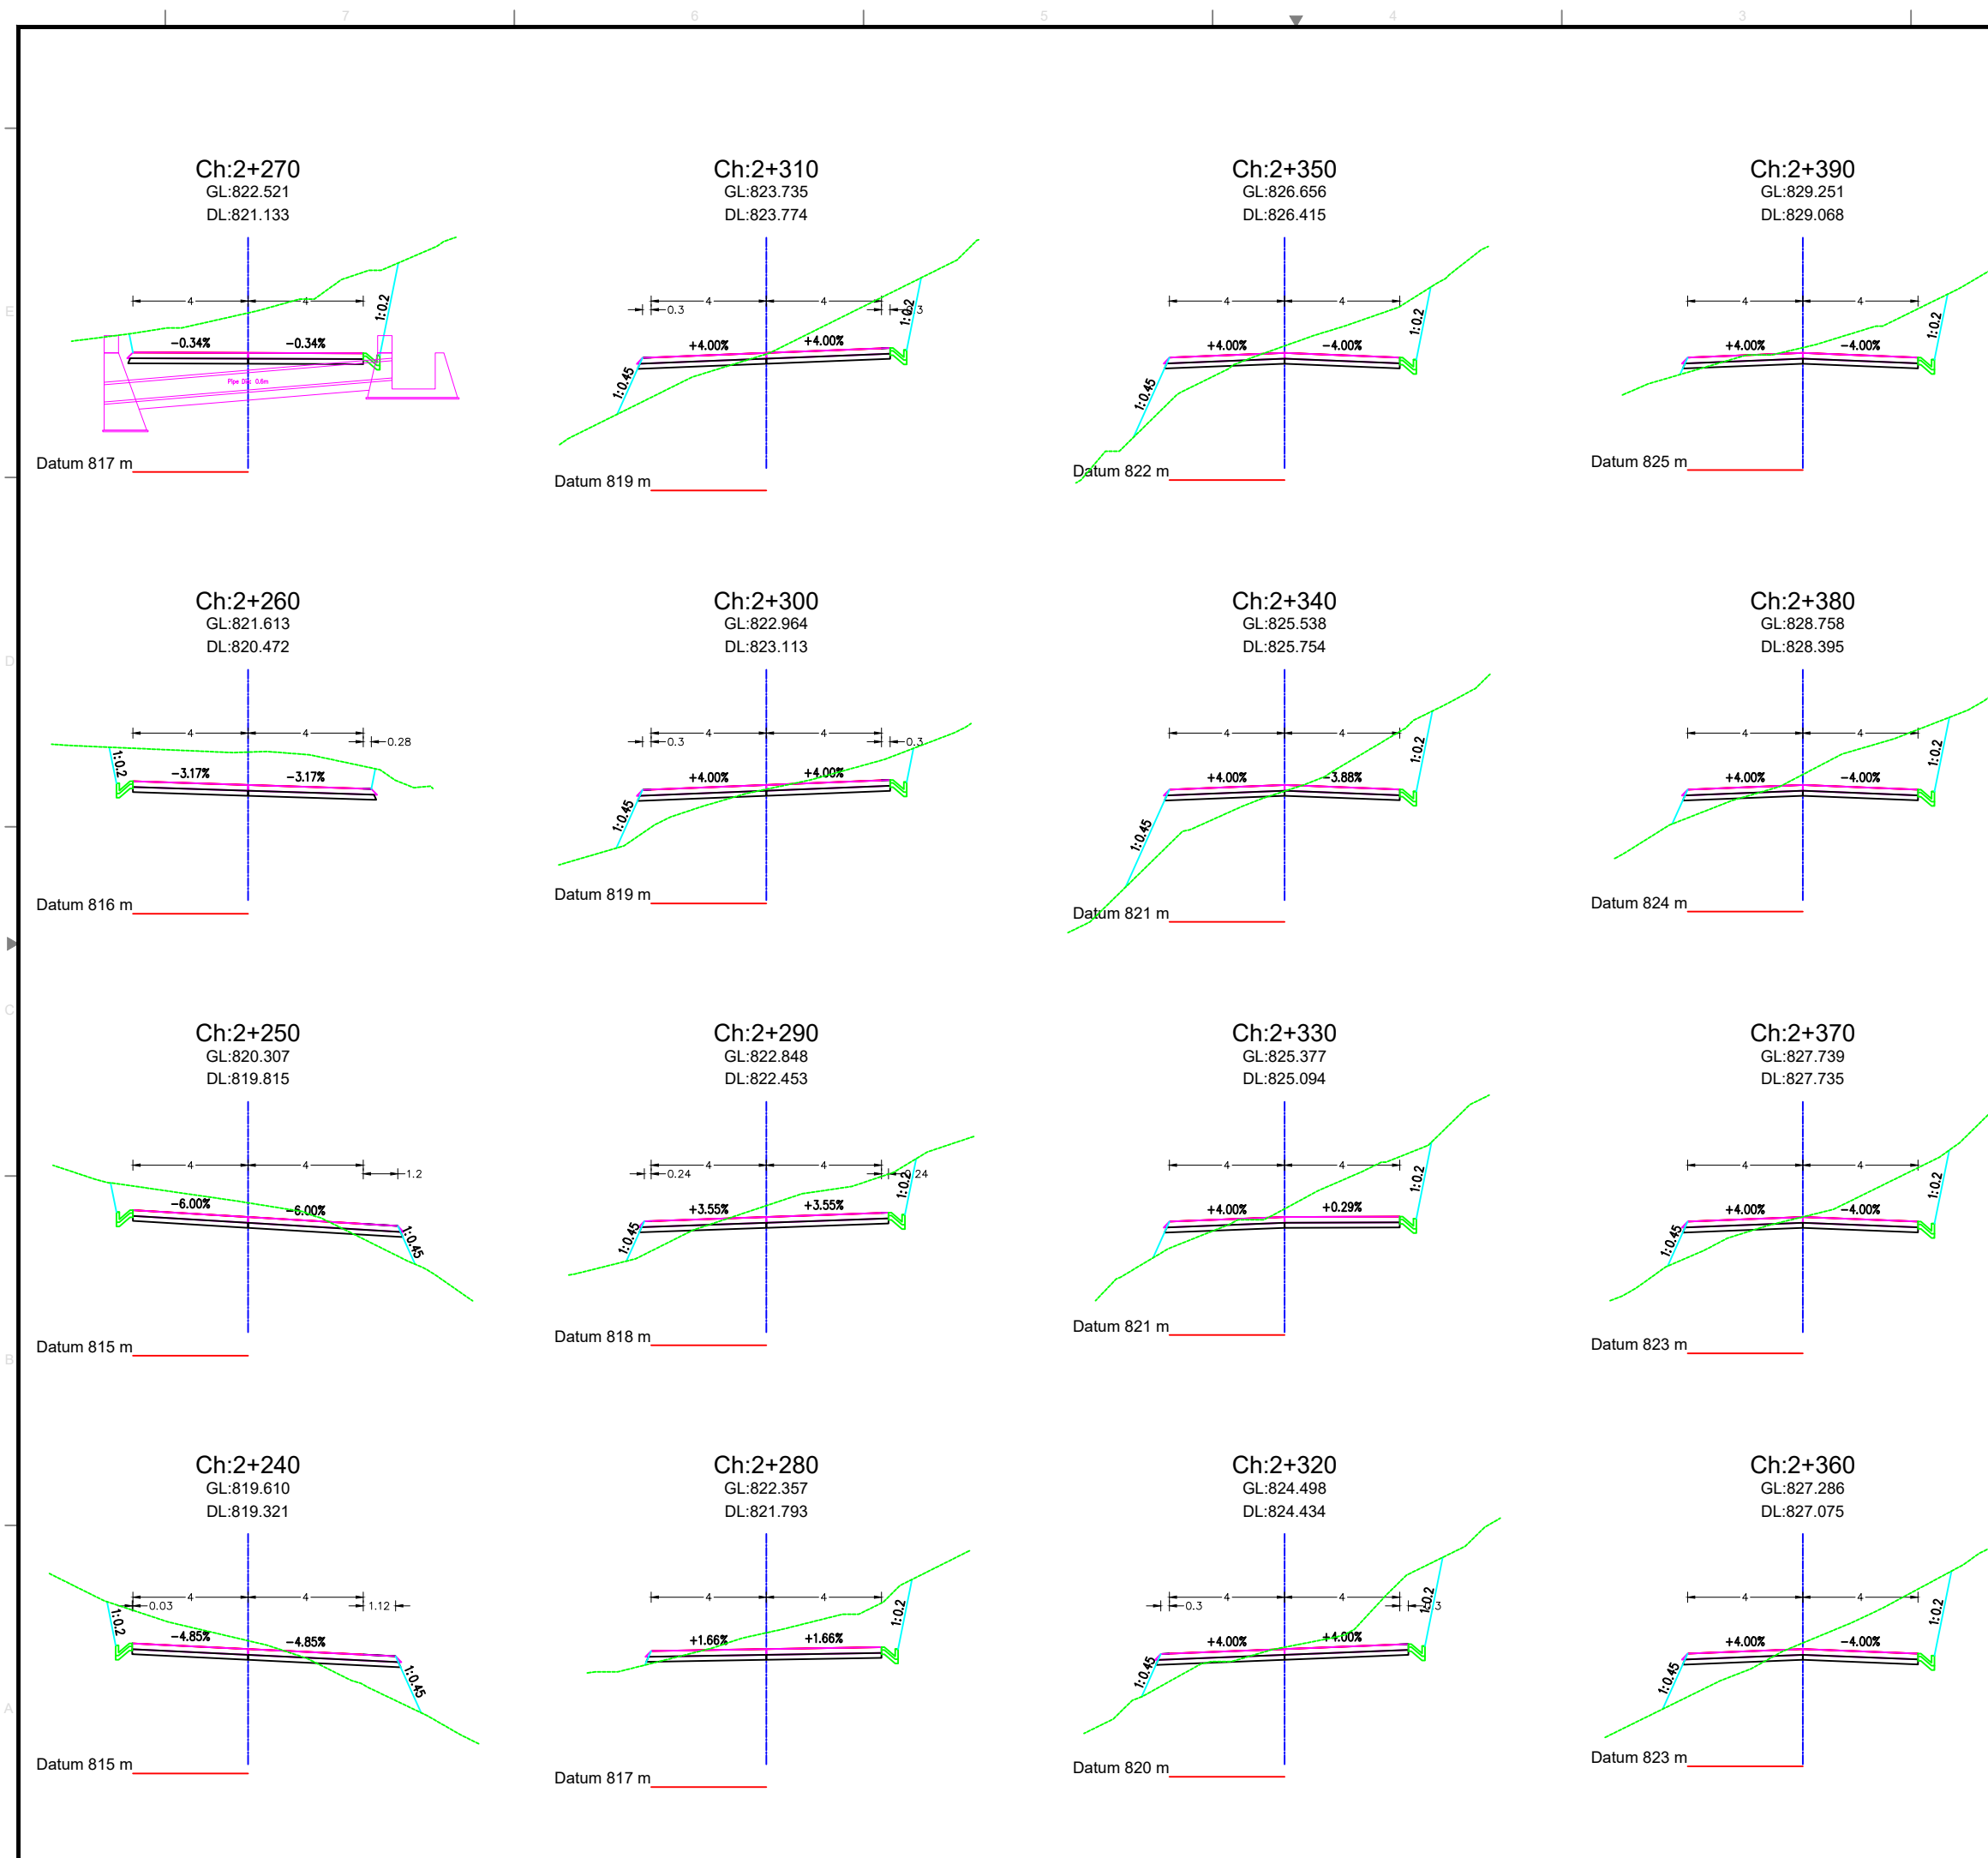 7 6 5 4 3
E
D
C
B
A
Ch:2+270
GL:822.521
DL:821.133
4 4
1:0.2
-0.34% -0.34%
Datum 817 m
Ch:2+310
GL:823.735
DL:823.774
4 4
0.3
1:0.2
+4.00% +4.00%
1:0.45
Datum 819 m
Ch:2+350
GL:826.656
DL:826.415
4 4
1:0.2
+4.00% -4.00%
1:0.45
Datum 822 m
Ch:2+390
GL:829.251
DL:829.068
4 4
1:0.2
+4.00% -4.00%
Datum 825 m
Ch:2+260
GL:821.613
DL:820.472
4 4
0.28
1:0.2
-3.17% -3.17%
Datum 816 m
Ch:2+300
GL:822.964
DL:823.113
4 4
0.3 0.3
+4.00% +4.00%
1:0.45
Datum 819 m
Ch:2+340
GL:825.538
DL:825.754
4 4
1:0.2
+4.00% -3.88%
1:0.45
Datum 821 m
Ch:2+380
GL:828.758
DL:828.395
4 4
1:0.2
+4.00% -4.00%
Datum 824 m
Ch:2+250
GL:820.307
DL:819.815
4 4
1.2
-6.00% -6.00%
1:0.45
Datum 815 m
Ch:2+290
GL:822.848
DL:822.453
4 4
0.24 0.24
1:0.2
+3.55% +3.55%
1:0.45
Datum 818 m
Ch:2+330
GL:825.377
DL:825.094
4 4
1:0.2
+4.00% +0.29%
Datum 821 m
Ch:2+370
GL:827.739
DL:827.735
4 4
1:0.2
+4.00% -4.00%
1:0.45
Datum 823 m
Ch:2+240
GL:819.610
DL:819.321
4 4
0.03 1.12
1:0.2
-4.85% -4.85%
1:0.45
Datum 815 m
Ch:2+280
GL:822.357
DL:821.793
4 4
1:0.2
+1.66% +1.66%
Datum 817 m
Ch:2+320
GL:824.498
DL:824.434
4 4
0.3
1:0.2
+4.00% +4.00%
1:0.45
Datum 820 m
Ch:2+360
GL:827.286
DL:827.075
4 4
1:0.2
+4.00% -4.00%
1:0.45
Datum 823 m